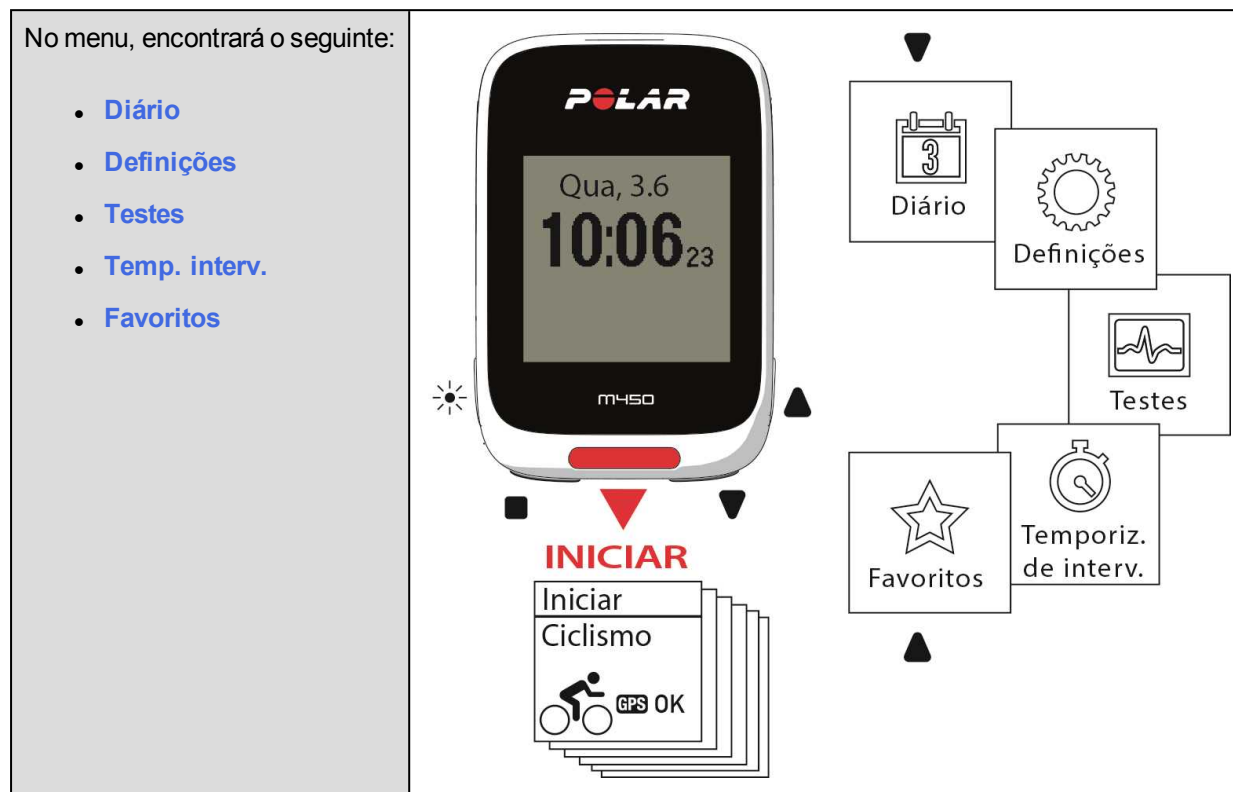 No menu, encontrará o seguinte:
• Diário
• Definições
• Testes
• Temp. interv.
• Favoritos
POLAR
Qua, 3.6
10:06 23
M450
INICIAR
Iniciar
Ciclismo
GPS OK
3
Diário
Definições
Testes
Temporiz.
de interv.
Favoritos